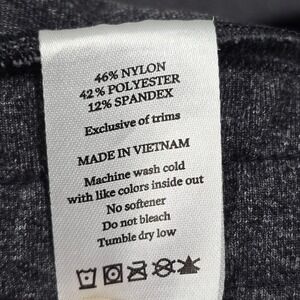 46% NYLON
42% POLYESTER
12% SPANDEX
Exclusive of trims
MADE IN VIETNAM
Machine wash cold
with like colors inside out
No softener
Do not bleach
Tumble dry low